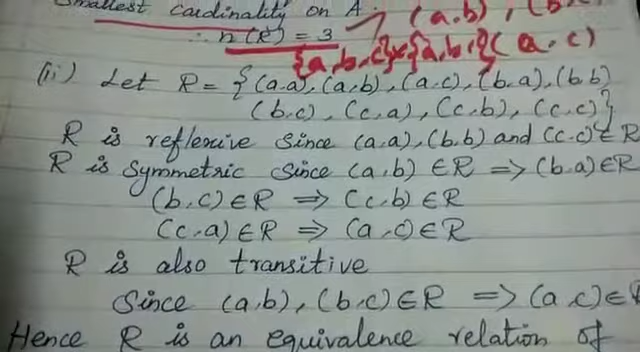 Smallest cardinality on A. (a.b), (b.
∴ n(R) = 3 {a,b,c}×{a,b,c} (a.c)
(ii) Let R = { (a.a), (a.b), (a.c), (b.a), (b.b)
(b.c), (c.a), (c.b), (c.c) }
R is reflexive since (a.a), (b.b) and (c.c) ∈ R
R is symmetric since (a.b) ∈ R ⟹ (b.a) ∈ R
(b.c) ∈ R ⟹ (c.b) ∈ R
(c.a) ∈ R ⟹ (a.c) ∈ R
R is also transitive
Since (a.b), (b.c) ∈ R ⟹ (a.c) ∈ R
Hence R is an equivalence relation of